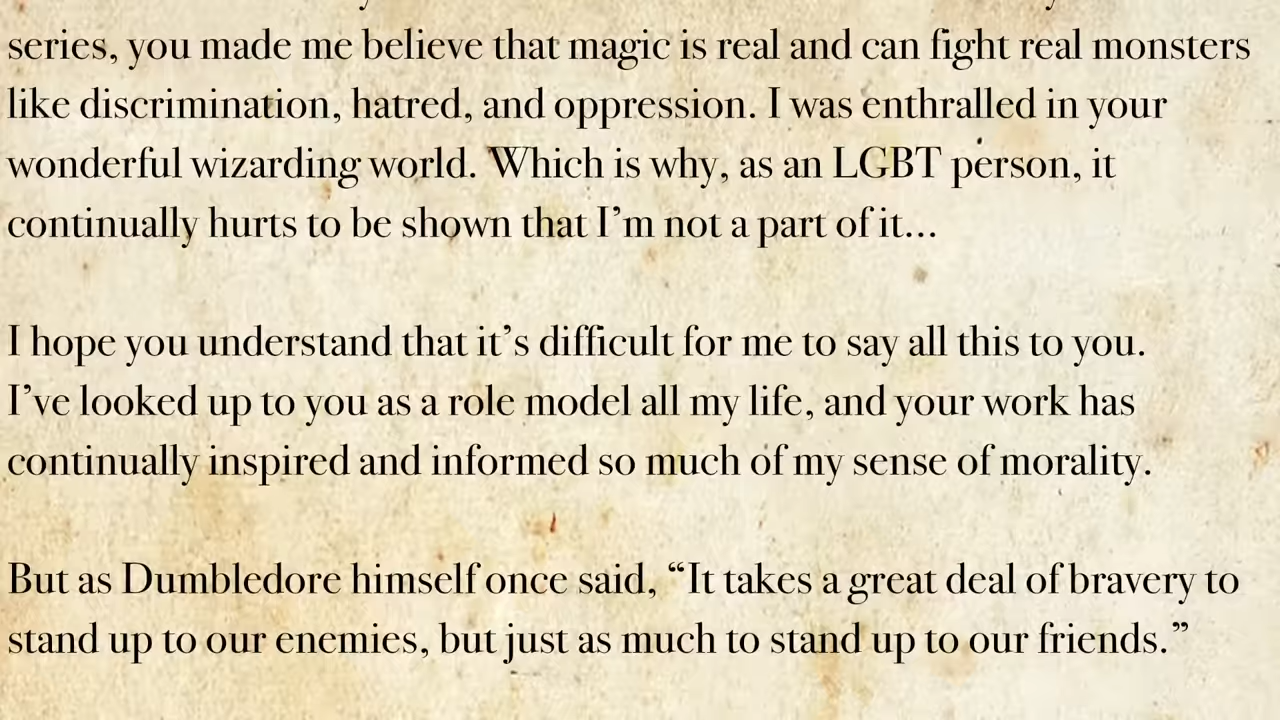 series, you made me believe that magic is real and can fight real monsters
like discrimination, hatred, and oppression. I was enthralled in your
wonderful wizarding world. Which is why, as an LGBT person, it
continually hurts to be shown that I’m not a part of it...
I hope you understand that it’s difficult for me to say all this to you.
I’ve looked up to you as a role model all my life, and your work has
continually inspired and informed so much of my sense of morality.
But as Dumbledore himself once said, “It takes a great deal of bravery to
stand up to our enemies, but just as much to stand up to our friends.”